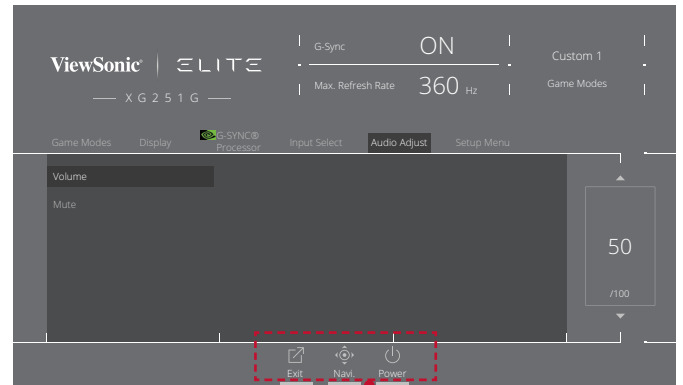 ViewSonic® | ELITE
XG251G
G-Sync ON
Max. Refresh Rate 360 Hz
Custom 1
Game Modes
Game Modes Display G-SYNC® Processor Input Select Audio Adjust Setup Menu
Volume
Mute
50
/100
Exit Navi. Power